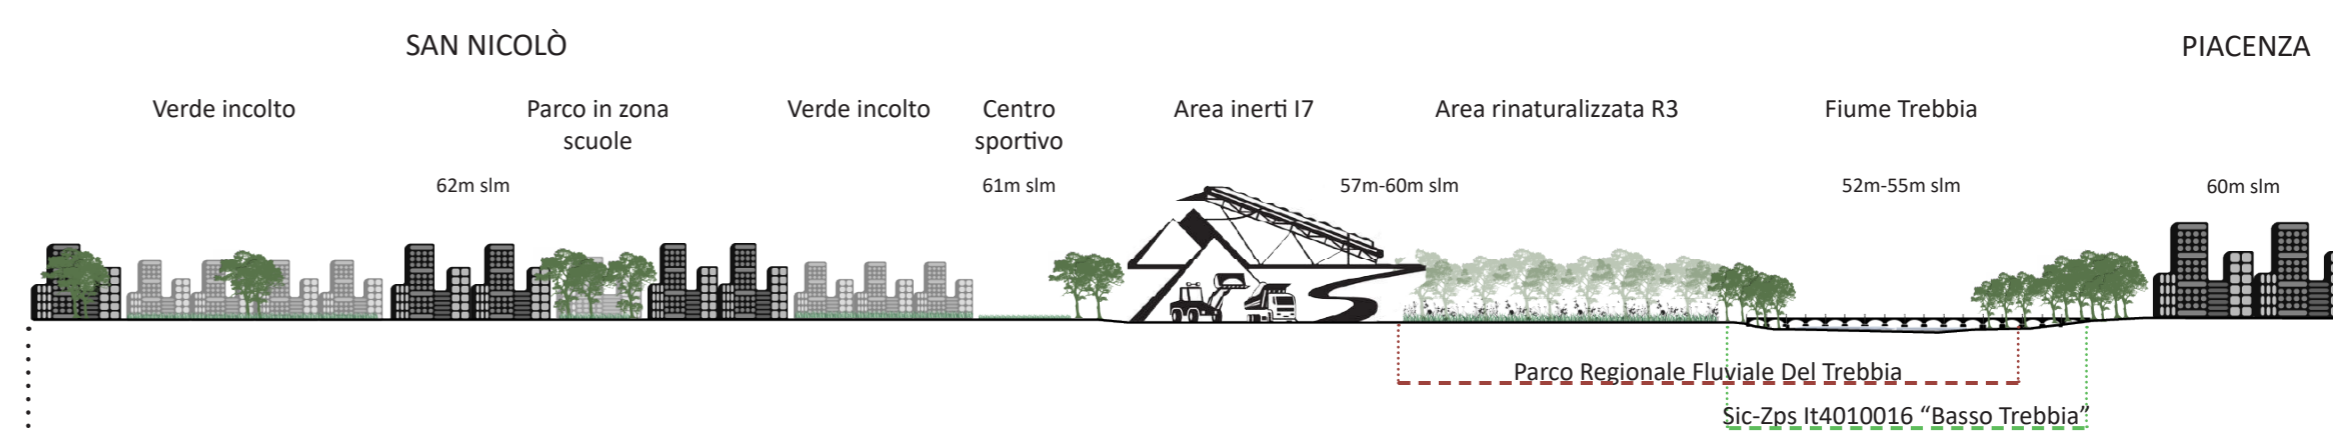 SAN NICOLÒ
PIACENZA
Verde incolto
Parco in zona
scuole
Verde incolto
Centro
sportivo
Area inerti I7
Area rinaturalizzata R3
Fiume Trebbia
62m slm
61m slm
57m-60m slm
52m-55m slm
60m slm
Parco Regionale Fluviale Del Trebbia
Sic-Zps It4010016 “Basso Trebbia”